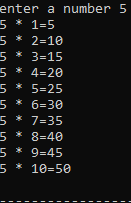 enter a number 5
5 * 1=5
5 * 2=10
5 * 3=15
5 * 4=20
5 * 5=25
5 * 6=30
5 * 7=35
5 * 8=40
5 * 9=45
5 * 10=50
--------------------